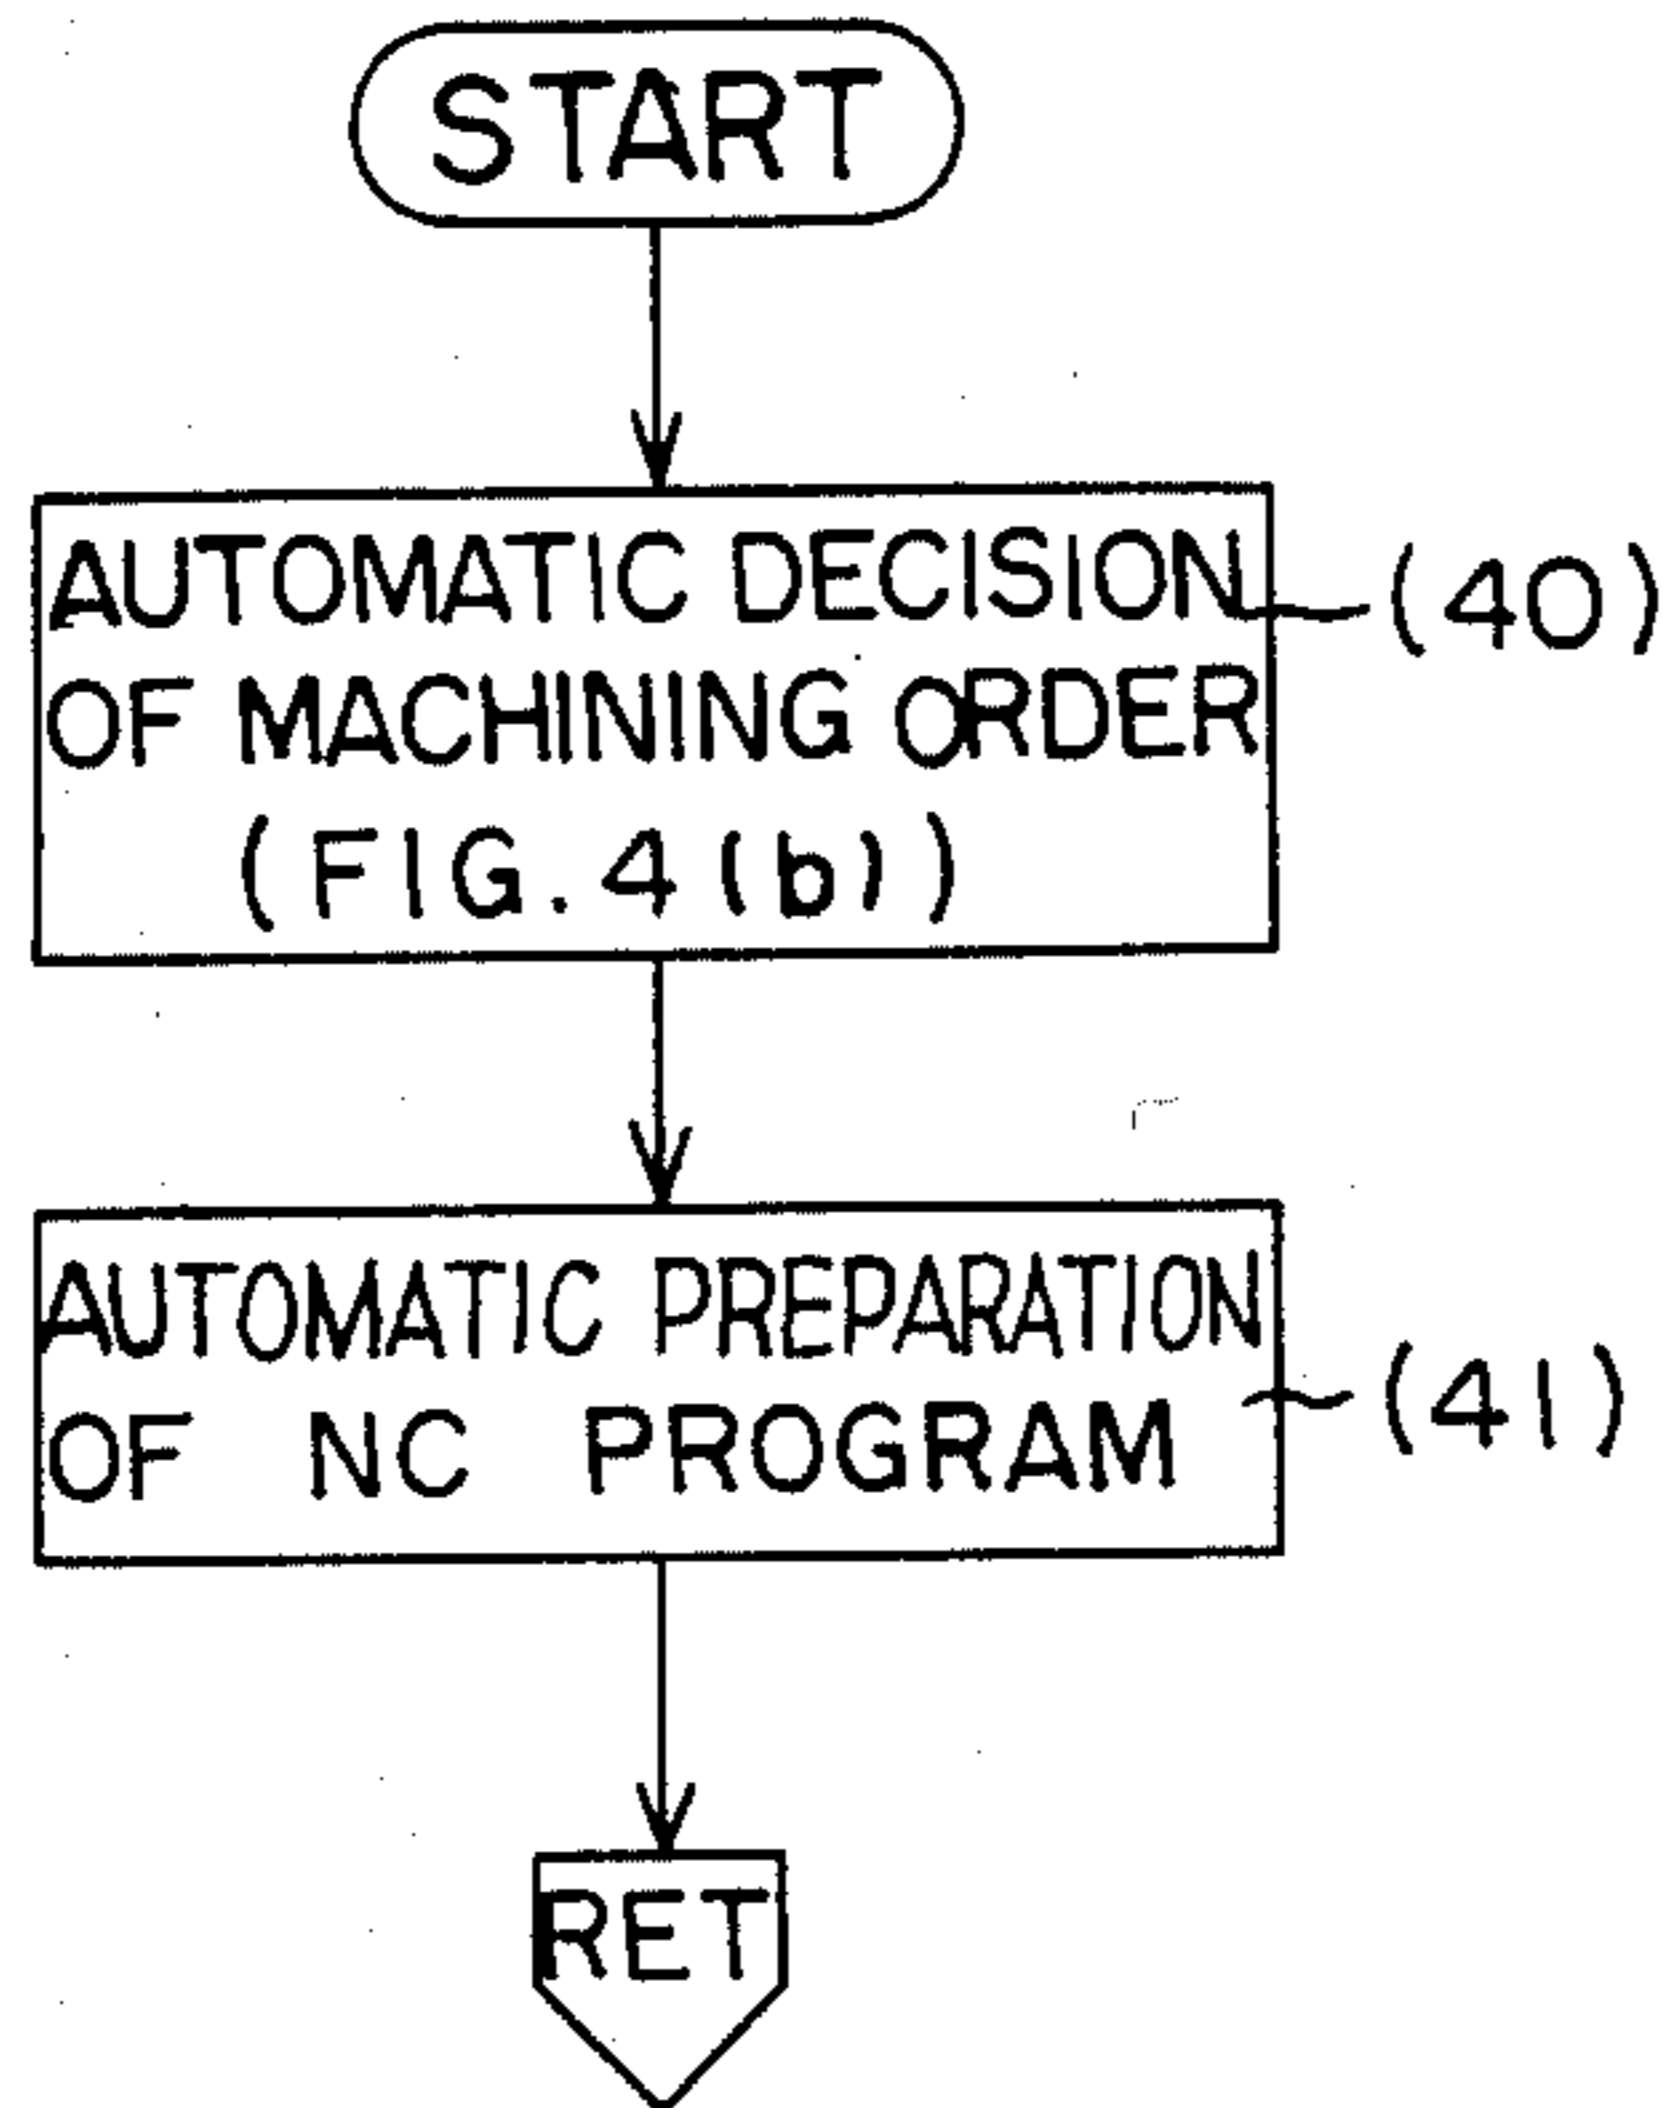 START
AUTOMATIC DECISION
OF MACHINING ORDER
(FIG.4(b))
(40)
AUTOMATIC PREPARATION
OF NC PROGRAM
(41)
RET